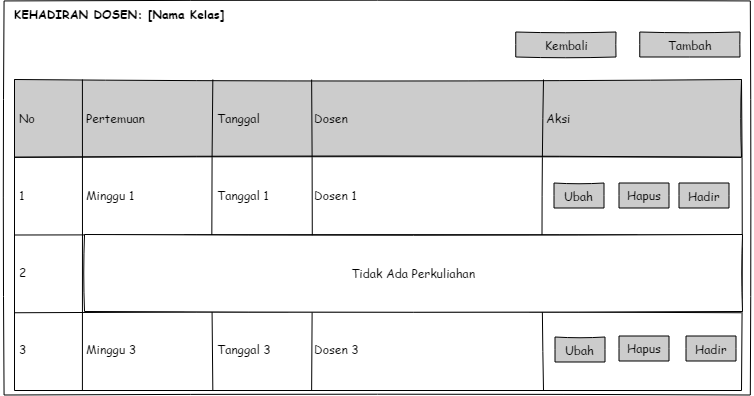 KEHADIRAN DOSEN: [Nama Kelas]
Kembali Tambah
No Pertemuan Tanggal Dosen Aksi
1 Minggu 1 Tanggal 1 Dosen 1 Ubah Hapus Hadir
2 Tidak Ada Perkuliahan
3 Minggu 3 Tanggal 3 Dosen 3 Ubah Hapus Hadir